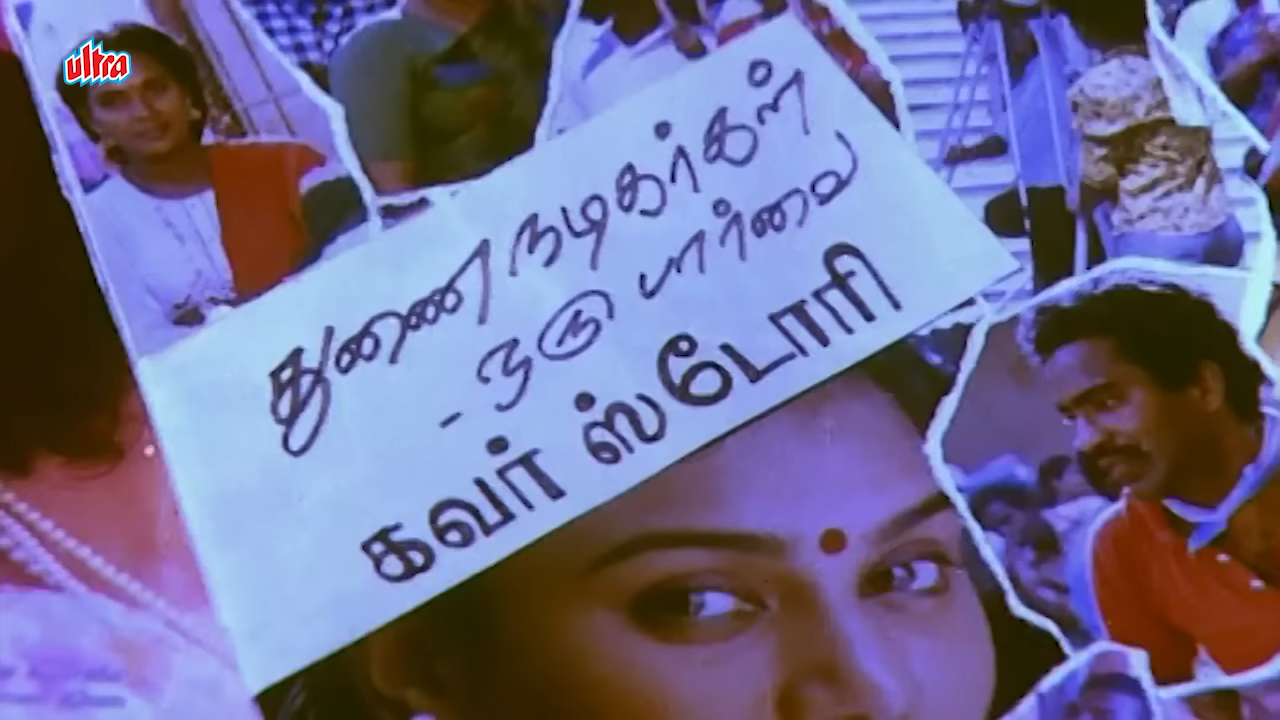 ultra
துணை நடிகர்கள்
- ஒரு பார்வை
கவர் ஸ்டோரி